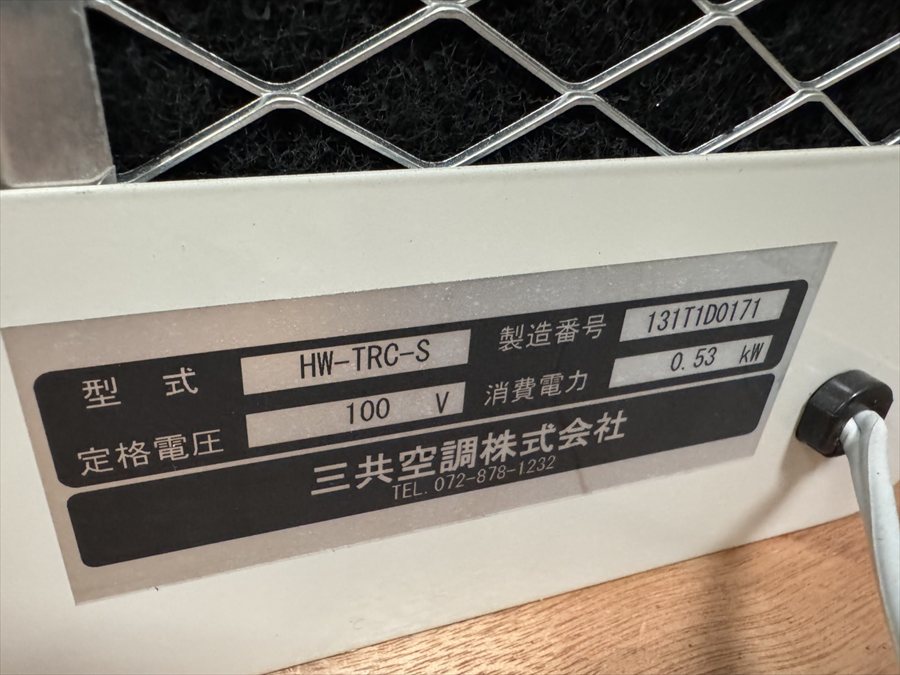 型式 HW-TRC-S 製造番号 131T1D0171
定格電圧 100 V 消費電力 0.53 kW
三共空調株式会社
TEL. 072-878-1232